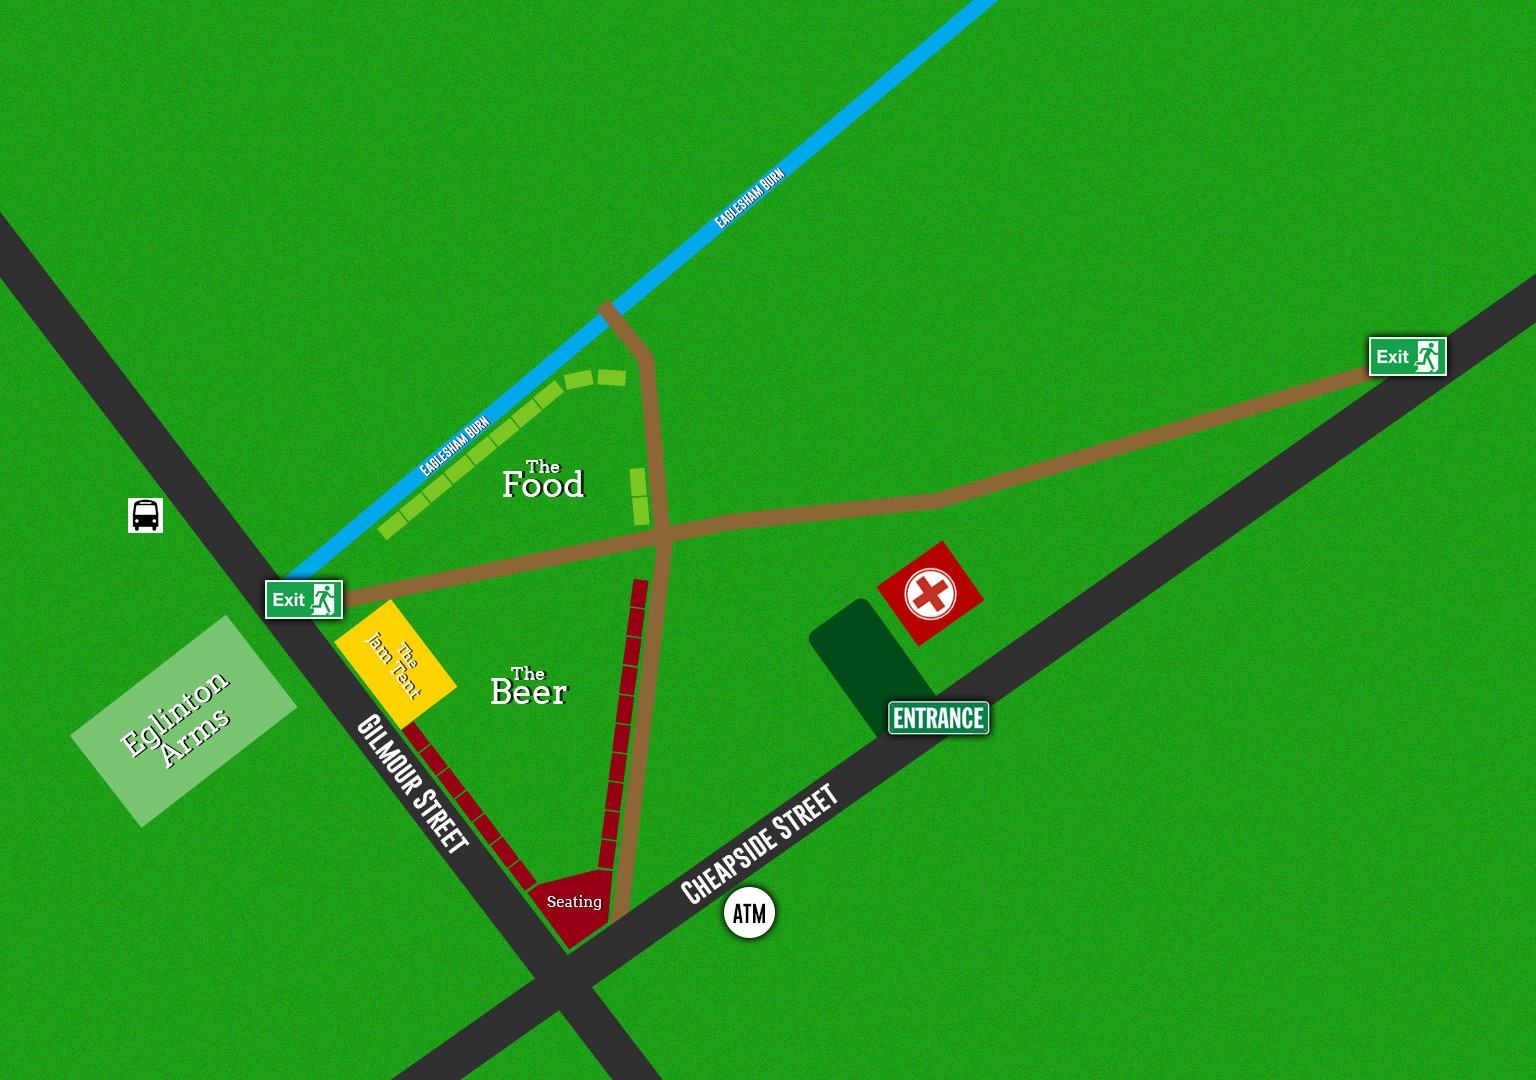 EAGLESHAM BURN
Exit
EAGLESHAM BURN
The
Food
Exit
The
Jam Tent
The
Beer
Eglinton
Arms
GILMOUR STREET
ENTRANCE
CHEAPSIDE STREET
Seating
ATM